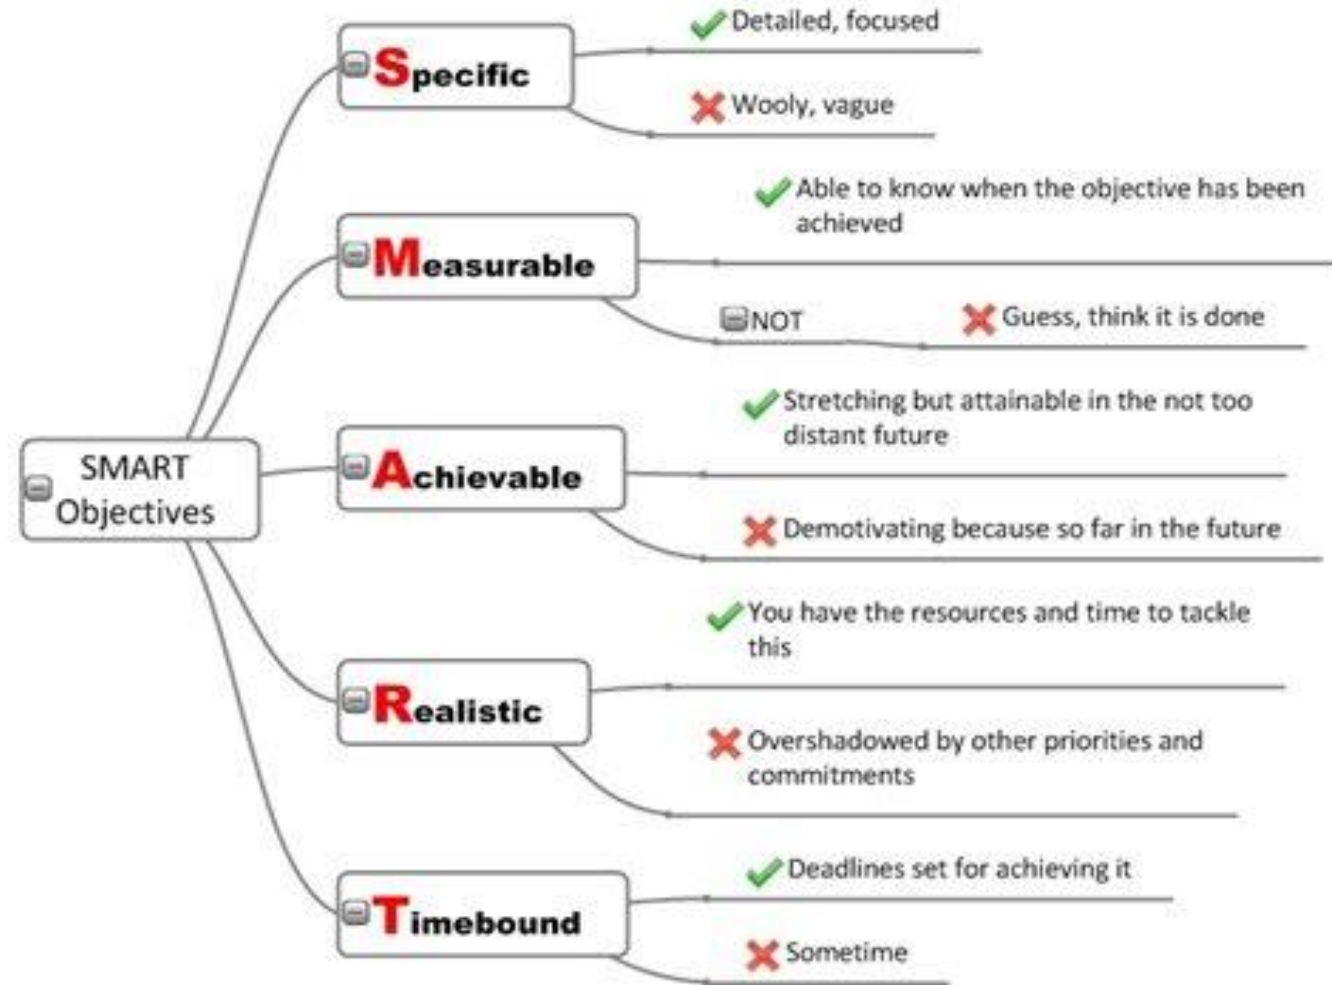 Detailed, focused
Specific
Wooly, vague
Able to know when the objective has been
achieved
Measurable
NOT
Guess, think it is done
Stretching but attainable in the not too
distant future
SMART
Objectives
Achievable
Demotivating because so far in the future
You have the resources and time to tackle
this
Realistic
Overshadowed by other priorities and
commitments
Deadlines set for achieving it
Timebound
Sometime